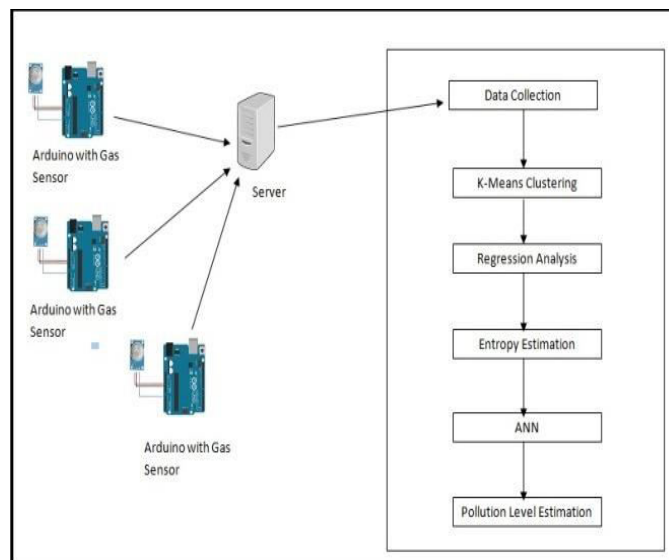 Arduino with Gas
Sensor
Arduino with Gas
Sensor
Arduino with Gas
Sensor
Server
Data Collection
K-Means Clustering
Regression Analysis
Entropy Estimation
ANN
Pollution Level Estimation